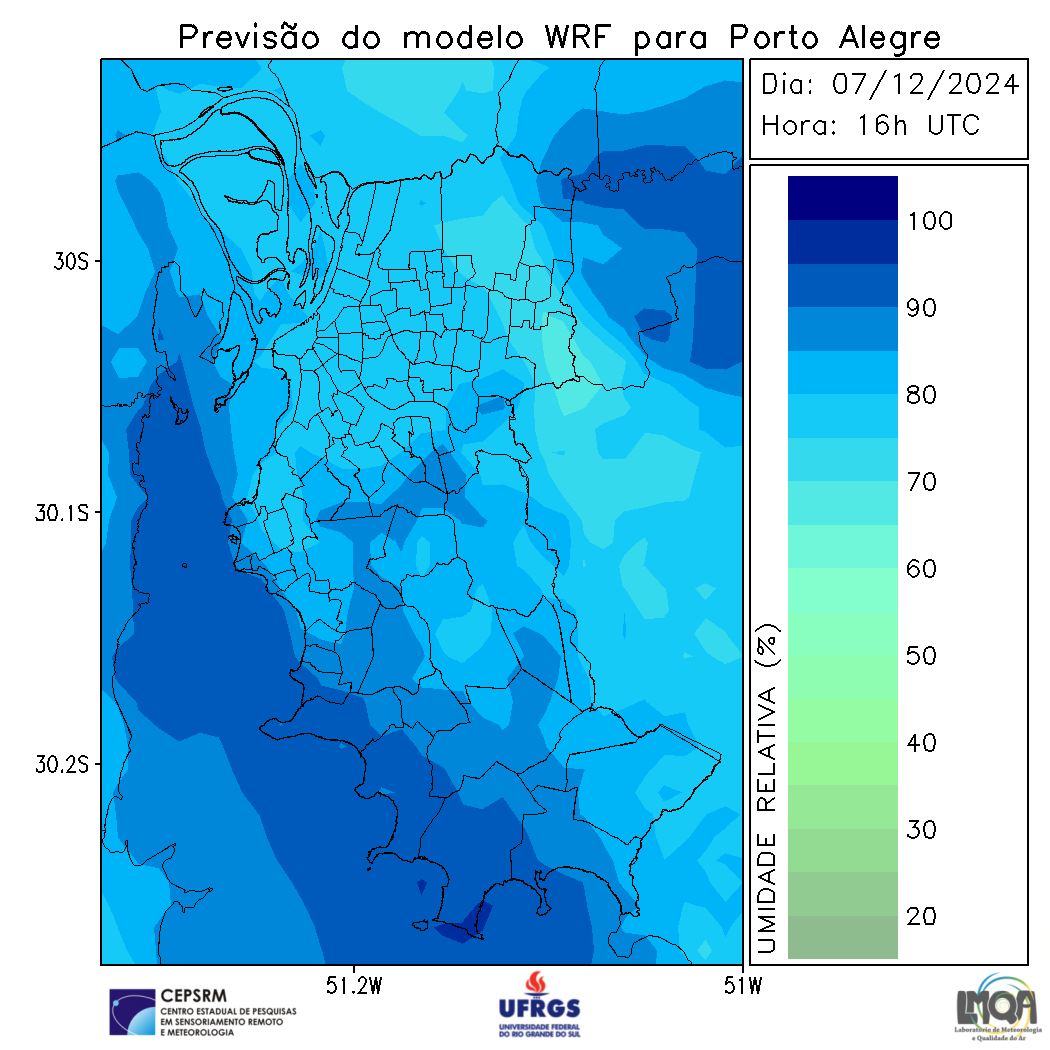 Previsão do modelo WRF para Porto Alegre
Dia: 07/12/2024
Hora: 16h UTC
30S
30.1S
30.2S
51.2W
51W
100
90
80
70
60
50
40
30
20
UMIDADE RELATIVA (%)
CEPSRM
CENTRO ESTADUAL DE PESQUISAS
EM SENSORIAMENTO REMOTO
E METEOROLOGIA
UFRGS
UNIVERSIDADE FEDERAL
DO RIO GRANDE DO SUL
LMQA
Laboratório de Meteorologia
e Qualidade do Ar